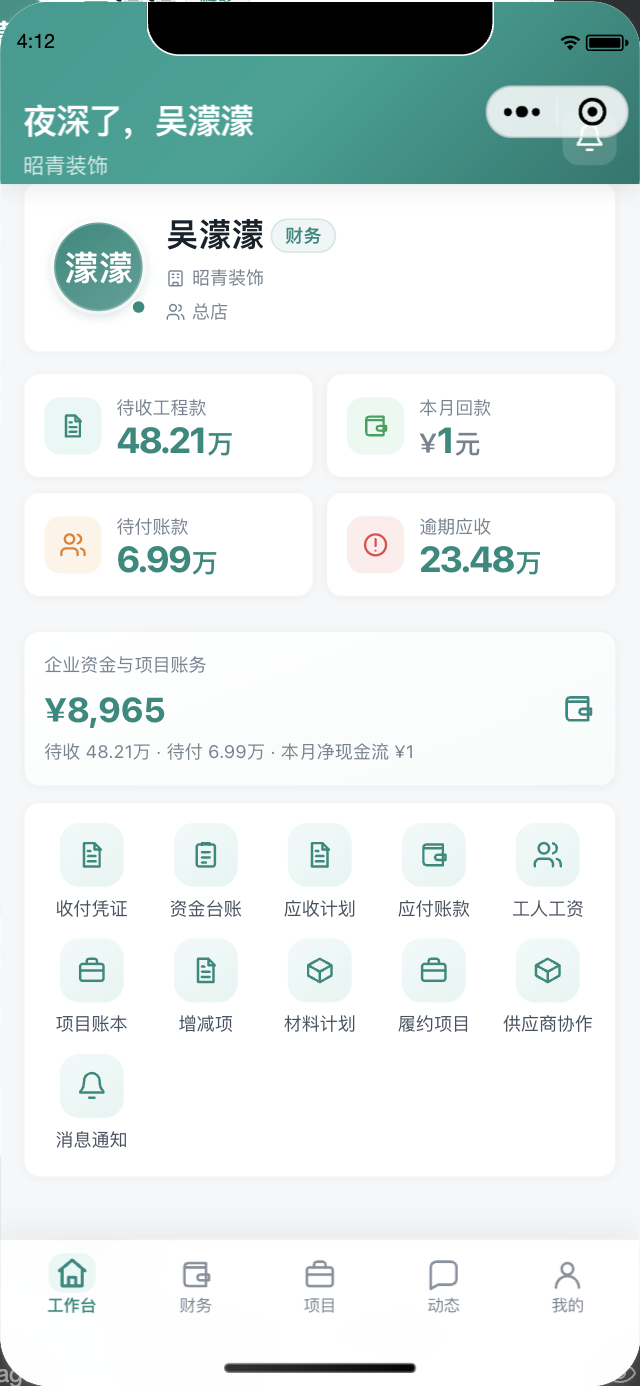 4:12
夜深了，吴濛濛
昭青装饰
濛濛
吴濛濛 财务
昭青装饰
总店
待收工程款
48.21万
本月回款
¥1元
待付账款
6.99万
逾期应收
23.48万
企业资金与项目账务
¥8,965
待收 48.21万 · 待付 6.99万 · 本月净现金流 ¥1
收付凭证 资金台账 应收计划 应付账款 工人工资
项目账本 增减项 材料计划 履约项目 供应商协作
消息通知
工作台 财务 项目 动态 我的